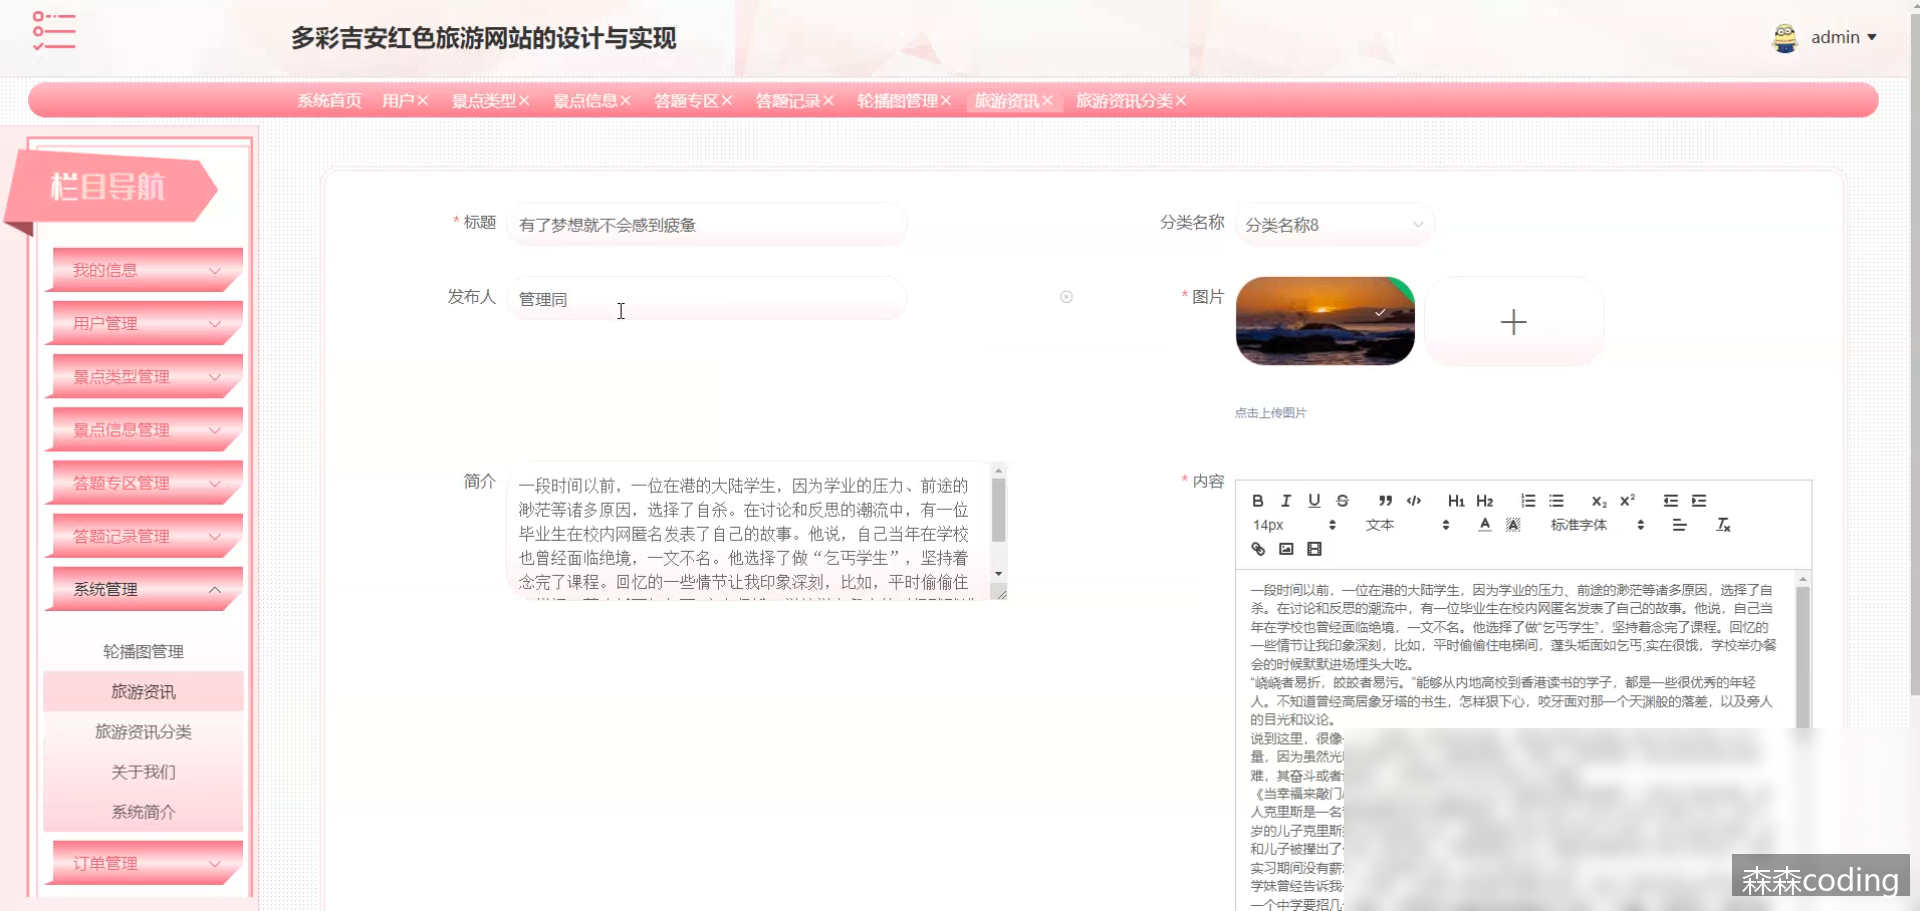 多彩吉安红色旅游网站的设计与实现
admin
系统首页 用户× 景点类型× 景点信息× 答题专区× 答题记录× 轮播图管理× 旅游资讯× 旅游资讯分类×
栏目导航
我的信息
用户管理
景点类型管理
景点信息管理
答题专区管理
答题记录管理
系统管理
轮播图管理
旅游资讯
旅游资讯分类
关于我们
系统简介
订单管理
* 标题 有了梦想就不会感到疲惫
分类名称 分类名称8
发布人 管理同
* 图片
点击上传图片
简介
一段时间以前，一位在港的大陆学生，因为学业的压力、前途的
渺茫等诸多原因，选择了自杀。在讨论和反思的潮流中，有一位
毕业生在校内网匿名发表了自己的故事。他说，自己当年在学校
也曾经面临绝境，一文不名。他选择了做“乞丐学生”，坚持着
念完了课程。回忆的一些情节让我印象深刻，比如，平时偷偷住
* 内容
B I U S ” </> H1 H2 X₂ X²
14px 文本 A A 标准字体 Tx
一段时间以前，一位在港的大陆学生，因为学业的压力、前途的渺茫等诸多原因，选择了自
杀。在讨论和反思的潮流中，有一位毕业生在校内网匿名发表了自己的故事。他说，自己当
年在学校也曾经面临绝境，一文不名。他选择了做“乞丐学生”，坚持着念完了课程。回忆的
一些情节让我印象深刻，比如，平时偷偷住电梯间，蓬头垢面如乞丐;实在很饿，学校举办餐
会的时候默默进场埋头大吃。
“峣峣者易折，皎皎者易污。”能够从内地高校到香港读书的学子，都是一些很优秀的年轻
人。不知道曾经高居象牙塔的书生，怎样狠下心，咬牙面对那一个天渊般的落差，以及旁人
的目光和议论。
说到这里，很像
量，因为虽然光
难，其奋斗或者
《当幸福来敲门
人克里斯是一名
岁的儿子克里斯
和儿子被撵出了
实习期间没有薪
学妹曾经告诉我
一个中学要招几
森森coding